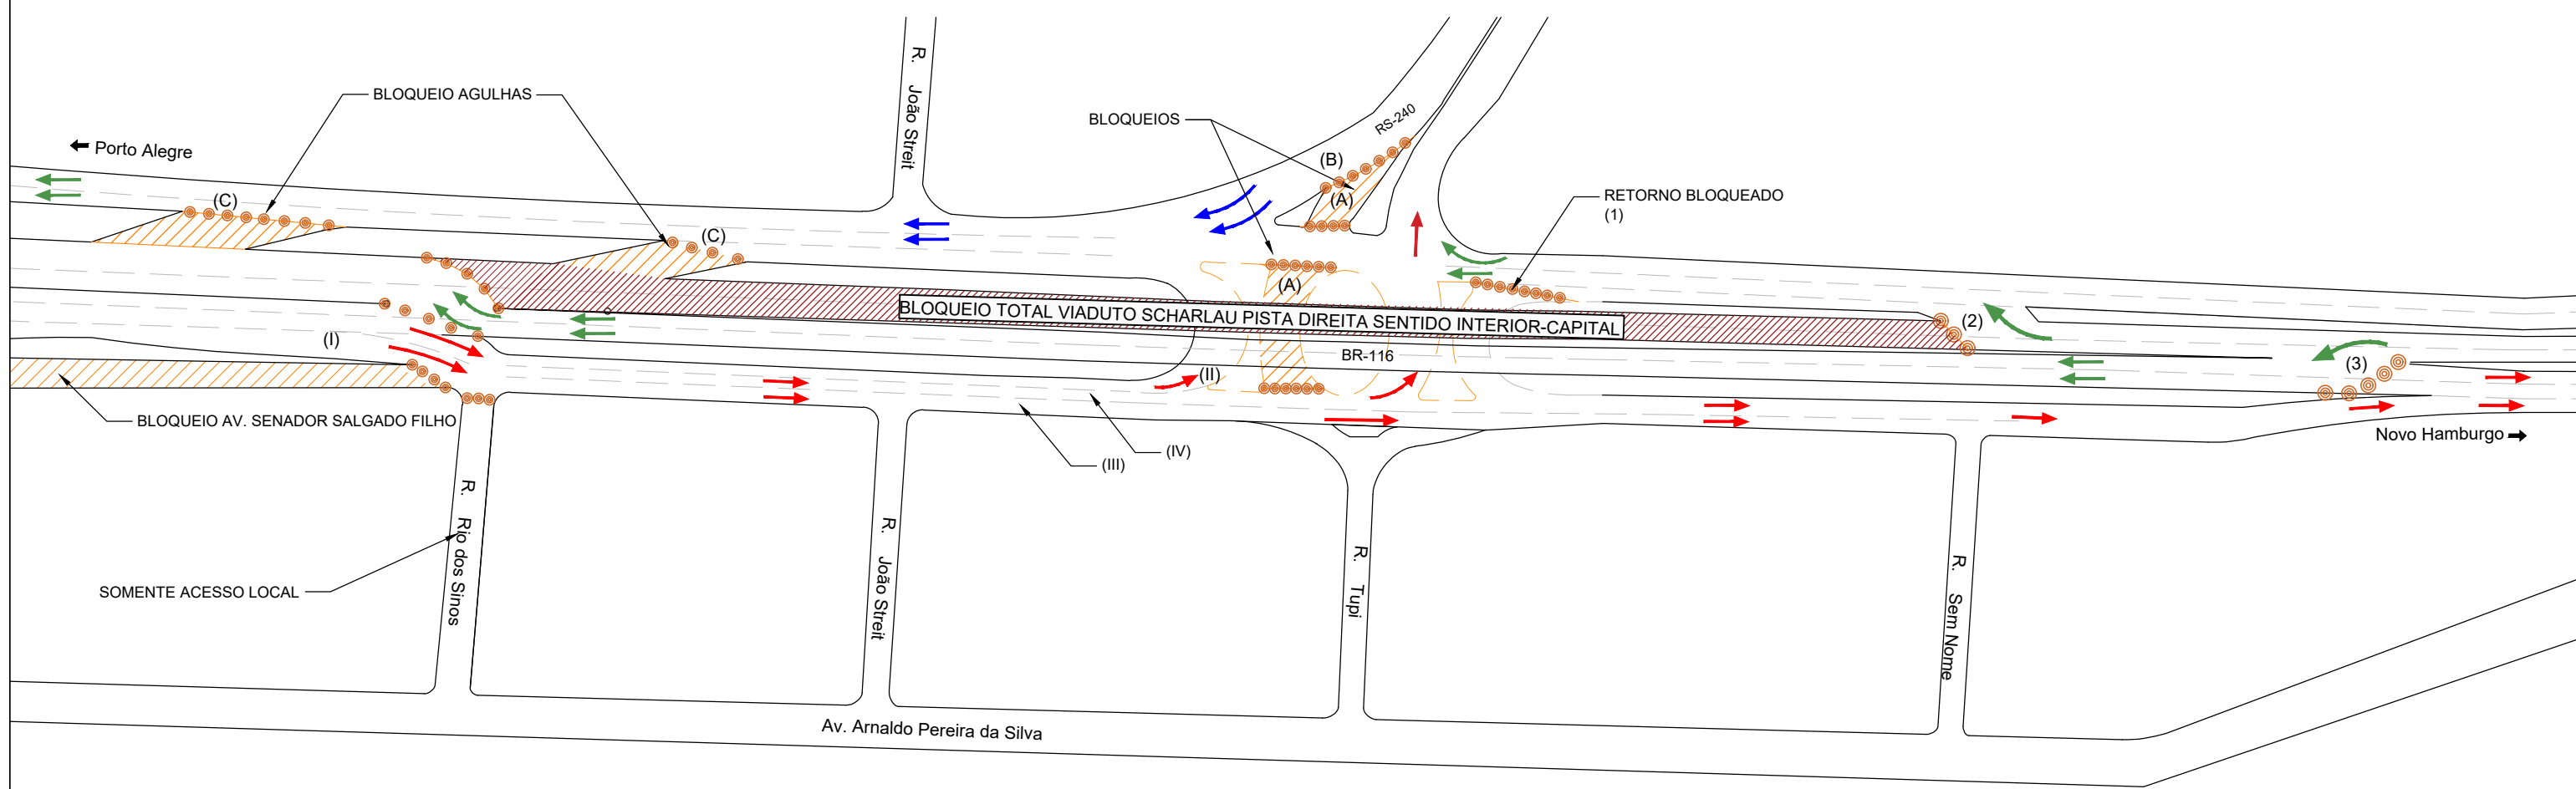 R. João Streit
BLOQUEIO AGULHAS
BLOQUEIOS
RS-240
Porto Alegre
(B)
(A)
(C)
(C)
RETORNO BLOQUEADO
(1)
(A)
BLOQUEIO TOTAL VIADUTO SCHARLAU PISTA DIREITA SENTIDO INTERIOR-CAPITAL
(2)
(I)
BR-116
(3)
(II)
BLOQUEIO AV. SENADOR SALGADO FILHO
Novo Hamburgo
(IV)
(III)
R. Rio dos Sinos
R. João Streit
R. Tupi
R. Sem Nome
SOMENTE ACESSO LOCAL
Av. Arnaldo Pereira da Silva